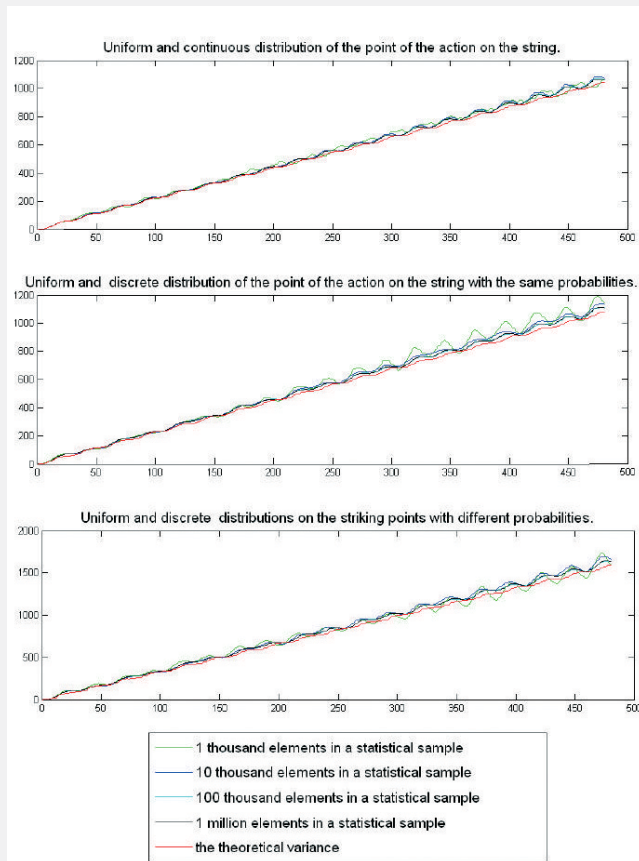 Uniform and continuous distribution of the point of the action on the string.
1200
1000
800
600
400
200
0
0 50 100 150 200 250 300 350 400 450 500
Uniform and discrete distribution of the point of the action on the string with the same probabilities.
1200
1000
800
600
400
200
0
0 50 100 150 200 250 300 350 400 450 500
Uniform and discrete distributions on the striking points with different probabilities.
2000
1500
1000
500
0
0 50 100 150 200 250 300 350 400 450 500
1 thousand elements in a statistical sample
10 thousand elements in a statistical sample
100 thousand elements in a statistical sample
1 million elements in a statistical sample
the theoretical variance